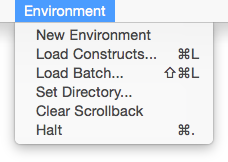 Environment
New Environment
Load Constructs... ⌘L
Load Batch... ⇧⌘L
Set Directory...
Clear Scrollback
Halt ⌘.